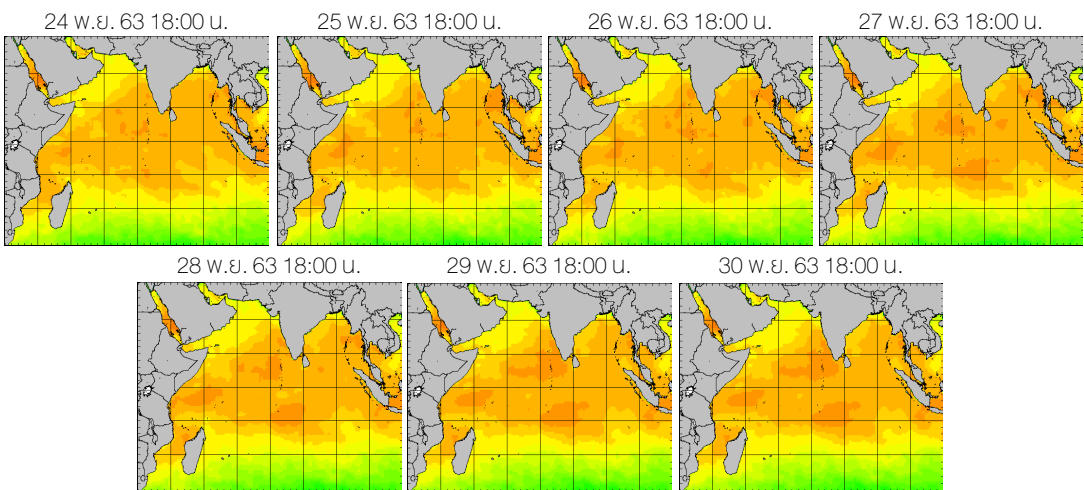 24 พ.ย. 63 18:00 น.
25 พ.ย. 63 18:00 น.
26 พ.ย. 63 18:00 น.
27 พ.ย. 63 18:00 น.
28 พ.ย. 63 18:00 น.
29 พ.ย. 63 18:00 น.
30 พ.ย. 63 18:00 น.